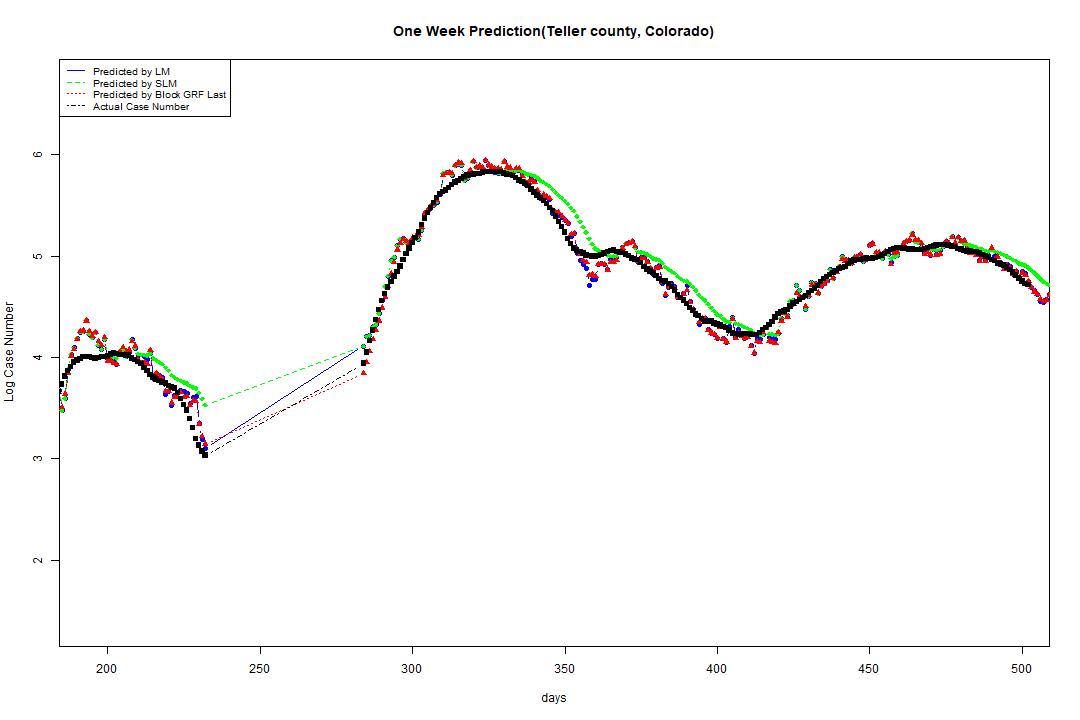 One Week Prediction(Teller county, Colorado)
Predicted by LM
Predicted by SLM
Predicted by Block GRF Last
Actual Case Number
6
5
4
3
2
Log Case Number
200 250 300 350 400 450 500
days